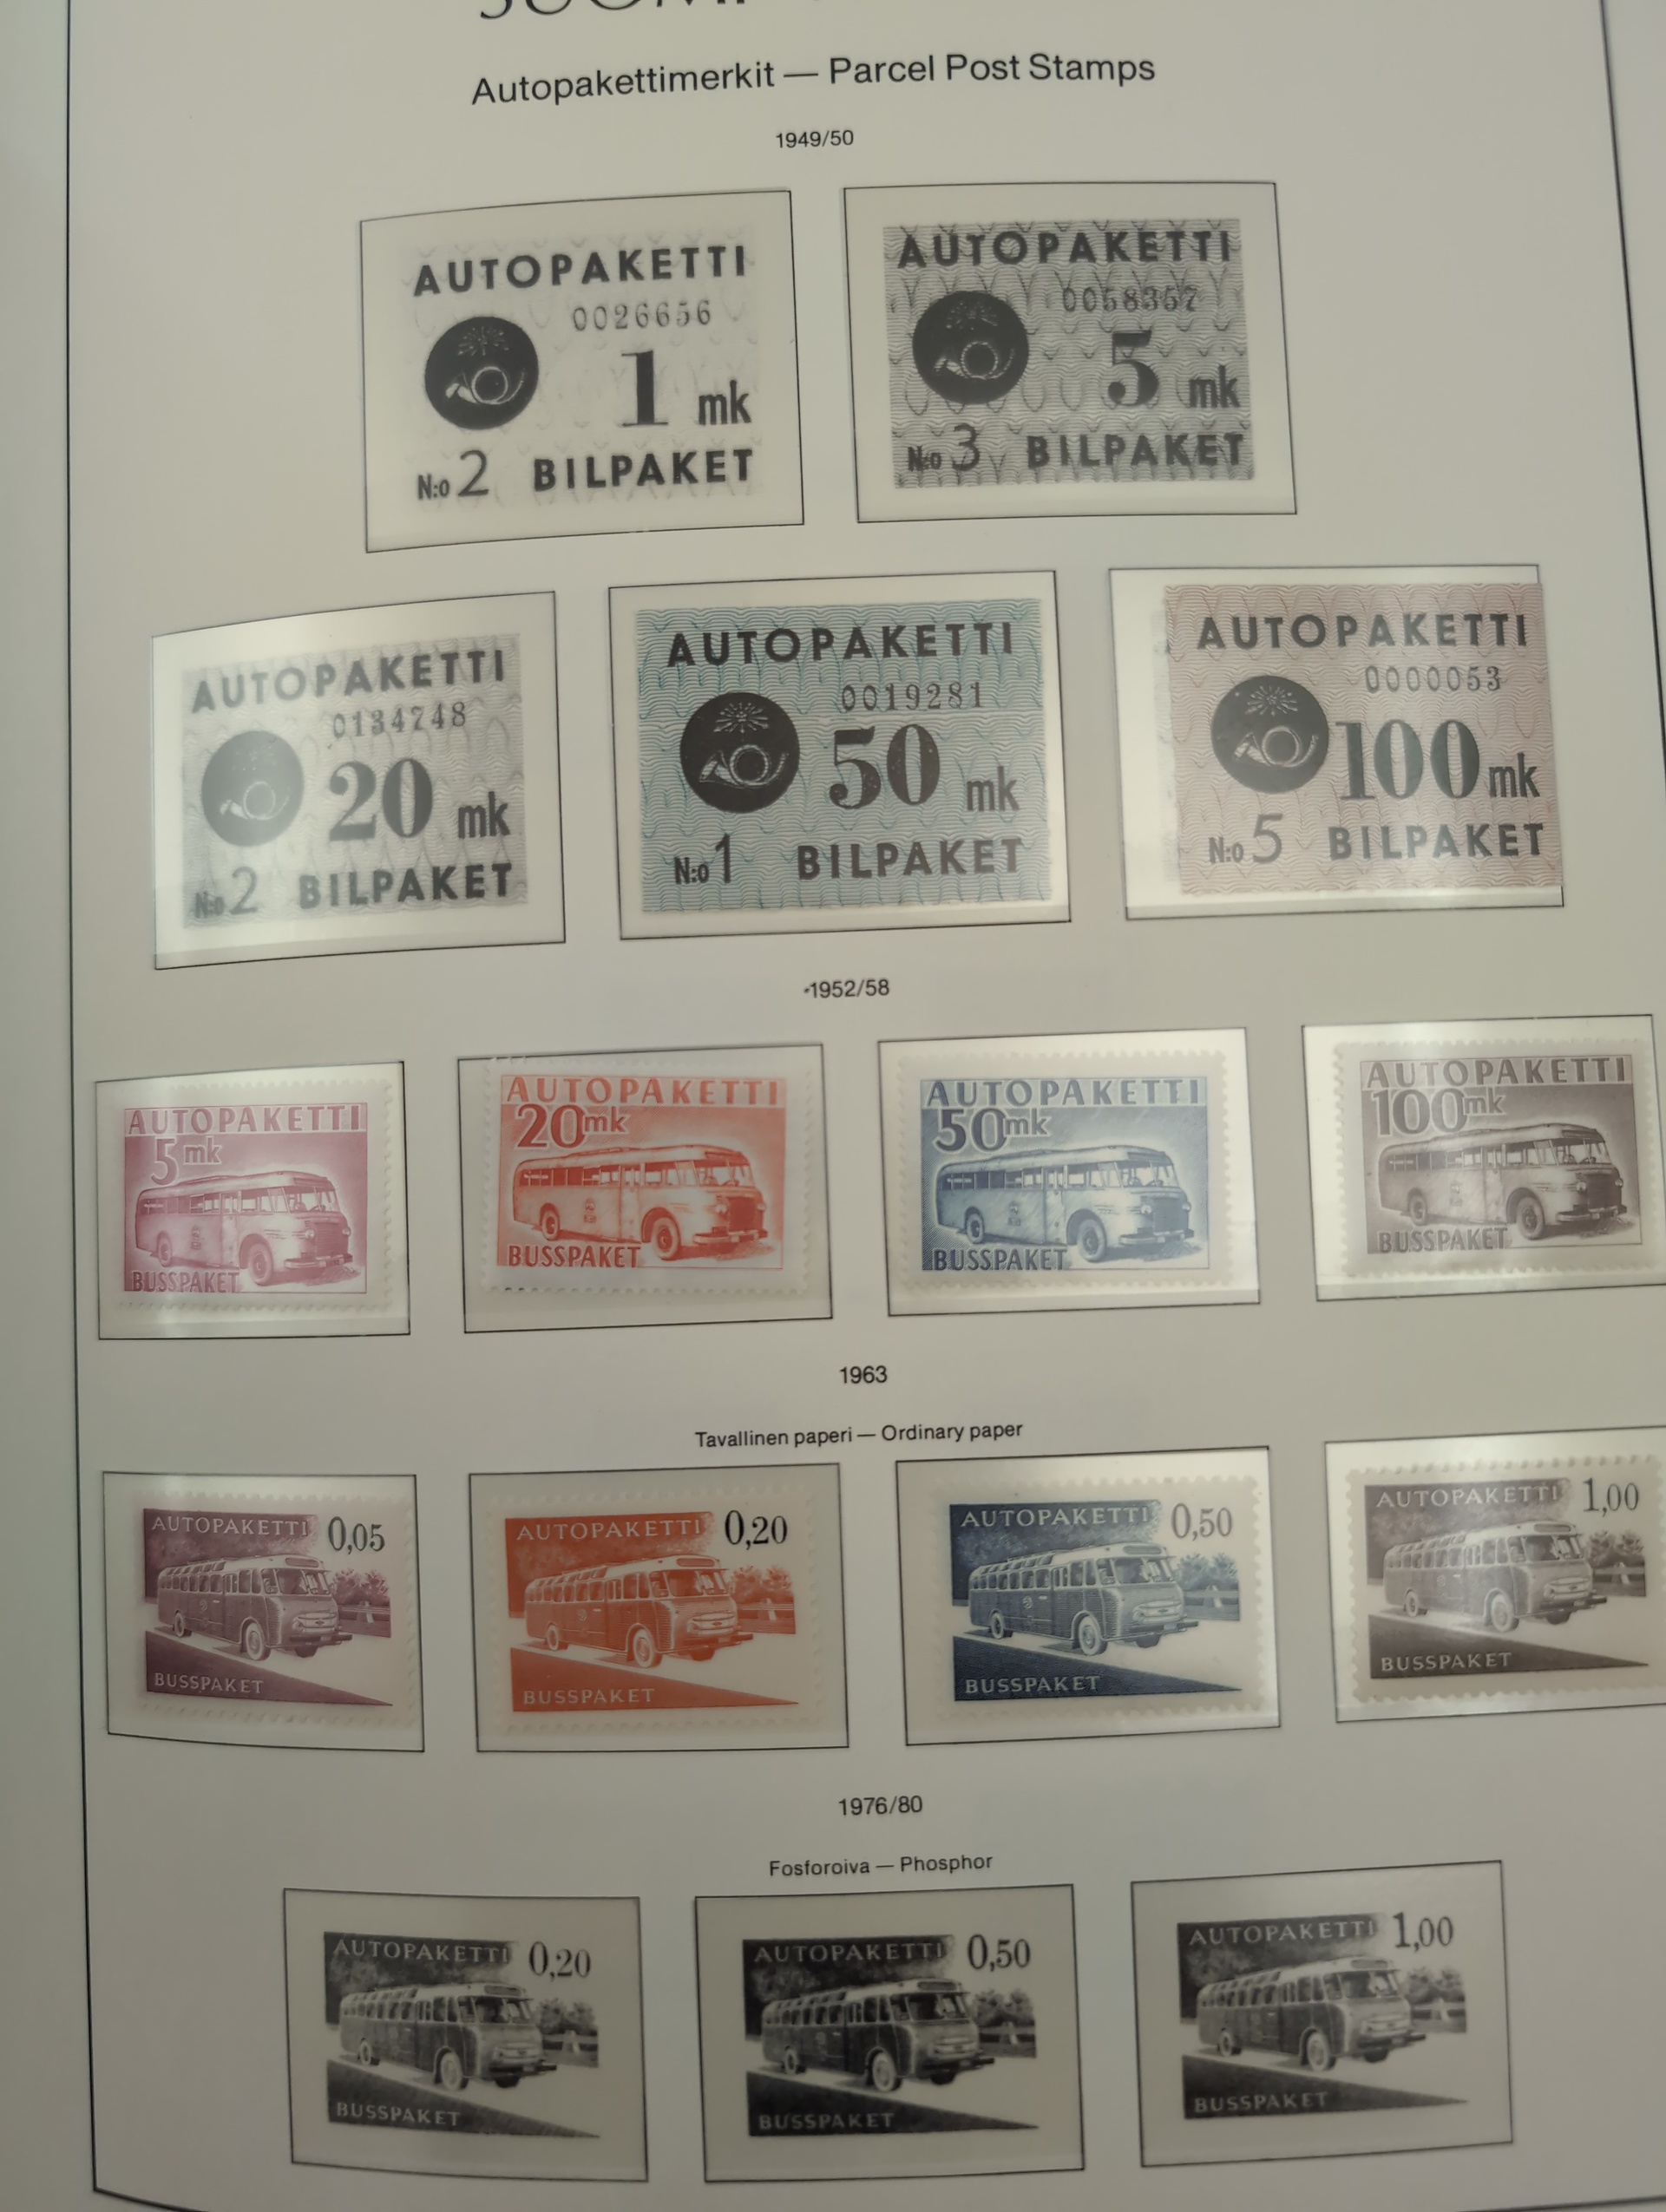 SUOMI
Autopakettimerkit — Parcel Post Stamps
1949/50
AUTOPAKETTI
0026656
1 mk
N:o 2 BILPAKET
AUTOPAKETTI
0058357
5 mk
N:o 3 BILPAKET
AUTOPAKETTI
0134748
20 mk
N:o 2 BILPAKET
AUTOPAKETTI
0019281
50 mk
N:o 1 BILPAKET
AUTOPAKETTI
0000053
100 mk
N:o 5 BILPAKET
1952/58
AUTOPAKETTI
5 mk
BUSSPAKET
AUTOPAKETTI
20 mk
BUSSPAKET
AUTOPAKETTI
50 mk
BUSSPAKET
AUTOPAKETTI
100 mk
BUSSPAKET
1963
Tavallinen paperi — Ordinary paper
AUTOPAKETTI 0,05
BUSSPAKET
AUTOPAKETTI 0,20
BUSSPAKET
AUTOPAKETTI 0,50
BUSSPAKET
AUTOPAKETTI 1,00
BUSSPAKET
1976/80
Fosforoiva — Phosphor
AUTOPAKETTI 0,20
BUSSPAKET
AUTOPAKETTI 0,50
BUSSPAKET
AUTOPAKETTI 1,00
BUSSPAKET